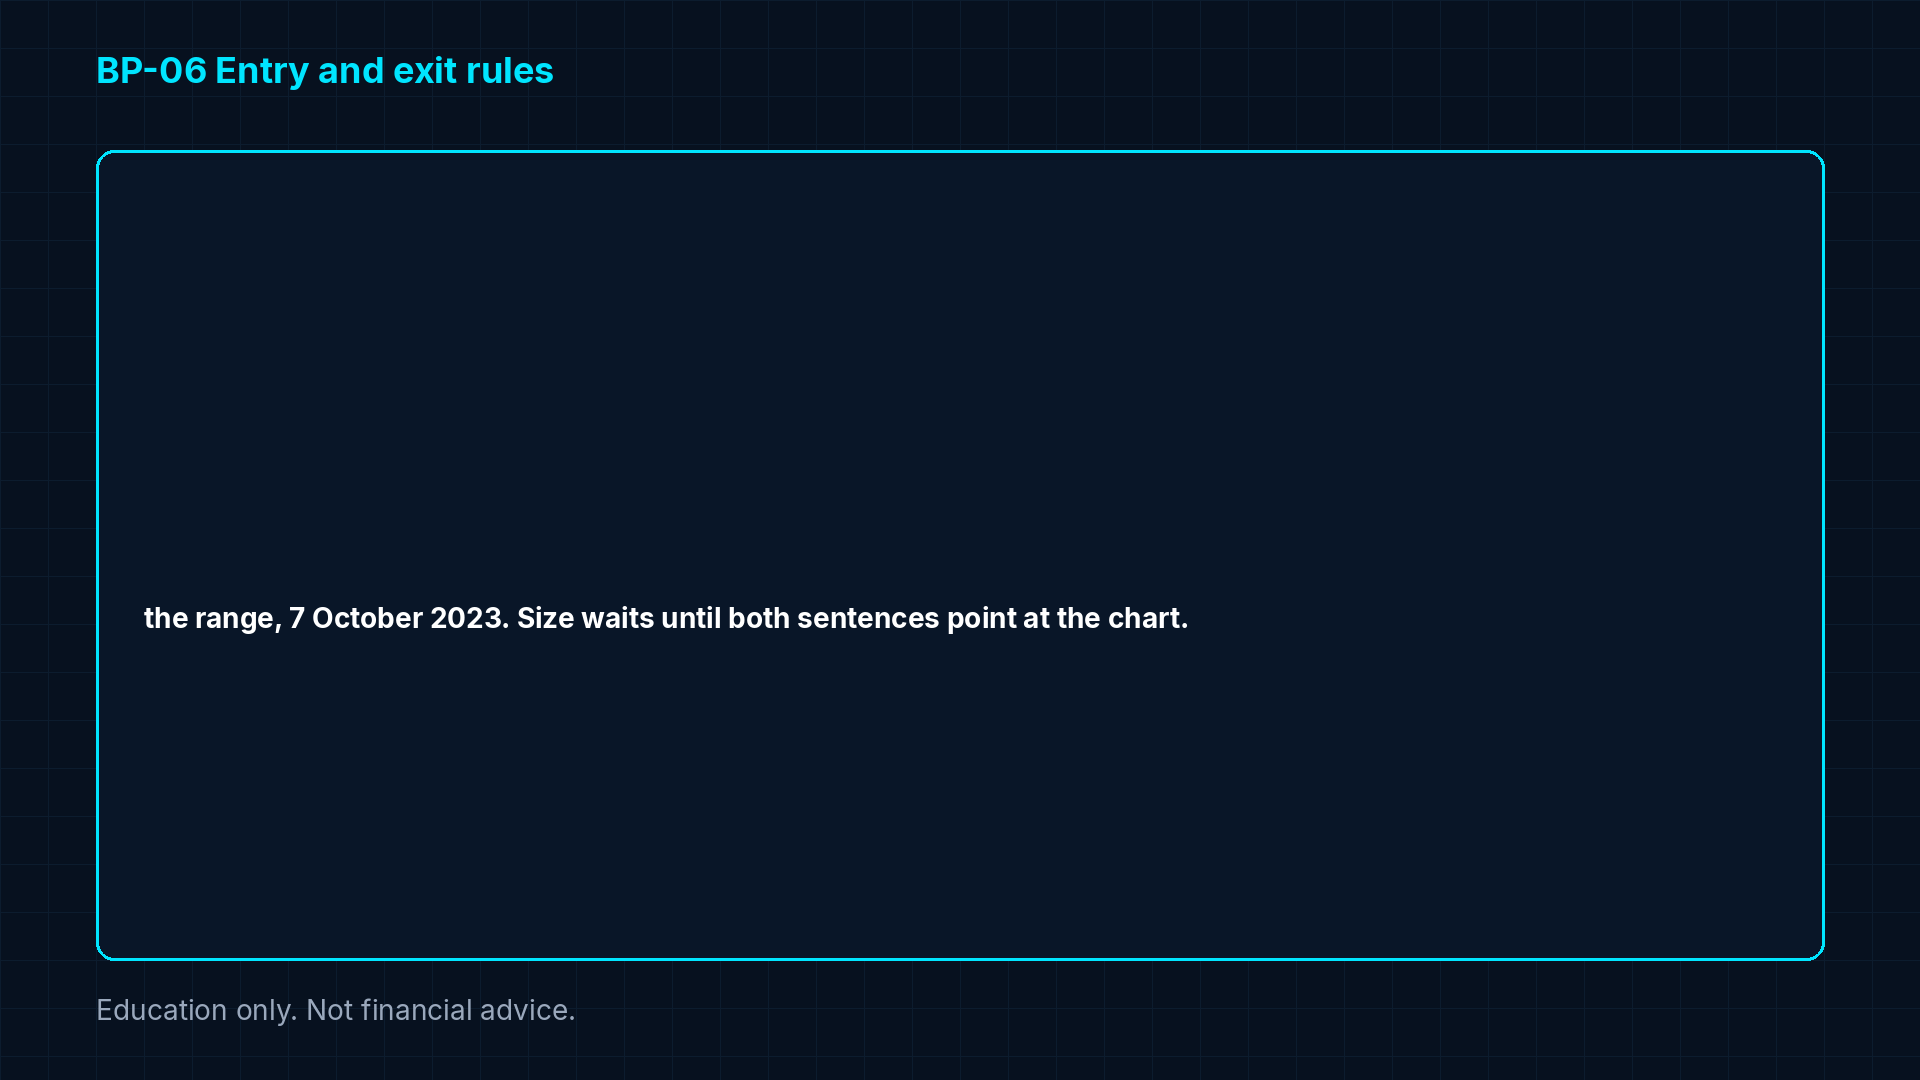 BP-06 Entry and exit rules
the range, 7 October 2023. Size waits until both sentences point at the chart.
Education only. Not financial advice.